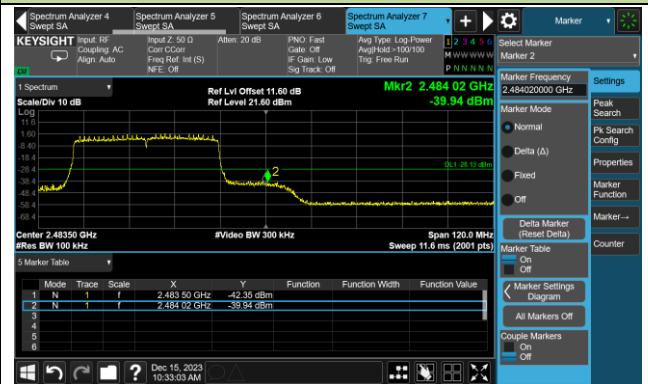 Spectrum Analyzer 4
Swept SA
Spectrum Analyzer 5
Swept SA
Spectrum Analyzer 6
Swept SA
Spectrum Analyzer 7
Swept SA
Marker
KEYSIGHT
Input: RF
Coupling: AC
Align: Auto
Input Z: 50 Ω
Corr CCorr
Freq Ref: Int (S)
NFE: Off
Atten: 20 dB
PNO: Fast
Gate: Off
IF Gain: Low
Sig Track: Off
Avg Type: Log-Power
Avg|Hold >100/100
Trig: Free Run
1 2 3 4 5 6
M W W W W W
P N N N N N
LXI
Select Marker
Marker 2
1 Spectrum
Scale/Div 10 dB
Ref Lvl Offset 11.60 dB
Ref Level 21.60 dBm
Mkr2 2.484 02 GHz
-39.94 dBm
Log
11.6
1.60
-8.40
-18.4
-28.4
-38.4
-48.4
-58.4
-68.4
DL1 -28.13 dBm
2
Center 2.48350 GHz
#Res BW 100 kHz
#Video BW 300 kHz
Span 120.0 MHz
Sweep 11.6 ms (2001 pts)
5 Marker Table
Mode Trace Scale X Y Function Function Width Function Value
1 N 1 f 2.483 50 GHz -42.35 dBm
2 N 1 f 2.484 02 GHz -39.94 dBm
3
4
5
6
Marker Frequency
2.484020000 GHz
Marker Mode
Normal
Delta (Δ)
Fixed
Off
Delta Marker
(Reset Delta)
Marker Table
On
Off
Marker Settings
Diagram
All Markers Off
Couple Markers
On
Off
Settings
Peak
Search
Pk Search
Config
Properties
Marker
Function
Marker→
Counter
?
Dec 15, 2023
10:33:03 AM